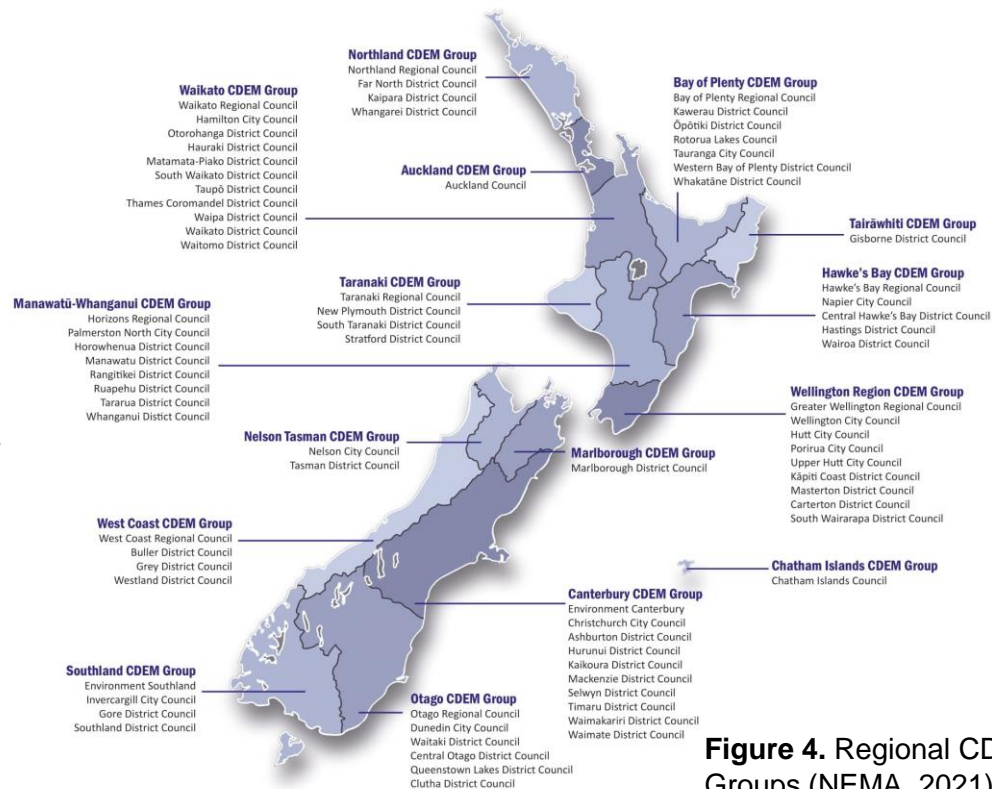 Northland CDEM Group
Northland Regional Council
Far North District Council
Kaipara District Council
Whangarei District Council
Waikato CDEM Group
Waikato Regional Council
Hamilton City Council
Otorohanga District Council
Hauraki District Council
Matamata-Piako District Council
South Waikato District Council
Taupō District Council
Thames Coromandel District Council
Waipa District Council
Waikato District Council
Waitomo District Council
Auckland CDEM Group
Auckland Council
Bay of Plenty CDEM Group
Bay of Plenty Regional Council
Kawerau District Council
Ōpōtiki District Council
Rotorua Lakes Council
Tauranga City Council
Western Bay of Plenty District Council
Whakatāne District Council
Tairāwhiti CDEM Group
Gisborne District Council
Taranaki CDEM Group
Taranaki Regional Council
New Plymouth District Council
South Taranaki District Council
Stratford District Council
Hawke's Bay CDEM Group
Hawke's Bay Regional Council
Napier City Council
Central Hawke's Bay District Council
Hastings District Council
Wairoa District Council
Manawatū-Whanganui CDEM Group
Horizons Regional Council
Palmerston North City Council
Horowhenua District Council
Manawatu District Council
Rangitikei District Council
Ruapehu District Council
Tararua District Council
Whanganui Distict Council
Wellington Region CDEM Group
Greater Wellington Regional Council
Wellington City Council
Hutt City Council
Porirua City Council
Upper Hutt City Council
Kāpiti Coast District Council
Masterton District Council
Carterton District Council
South Wairarapa District Council
Nelson Tasman CDEM Group
Nelson City Council
Tasman District Council
Marlborough CDEM Group
Marlborough District Council
West Coast CDEM Group
West Coast Regional Council
Buller District Council
Grey District Council
Westland District Council
Chatham Islands CDEM Group
Chatham Islands Council
Canterbury CDEM Group
Environment Canterbury
Christchurch City Council
Ashburton District Council
Hurunui District Council
Kaikoura District Council
Mackenzie District Council
Selwyn District Council
Timaru District Council
Waimakariri District Council
Waimate District Council
Southland CDEM Group
Environment Southland
Invercargill City Council
Gore District Council
Southland District Council
Otago CDEM Group
Otago Regional Council
Dunedin City Council
Waitaki District Council
Central Otago District Council
Queenstown Lakes District Council
Clutha District Council
Figure 4. Regional CD
Groups (NEMA, 2021)